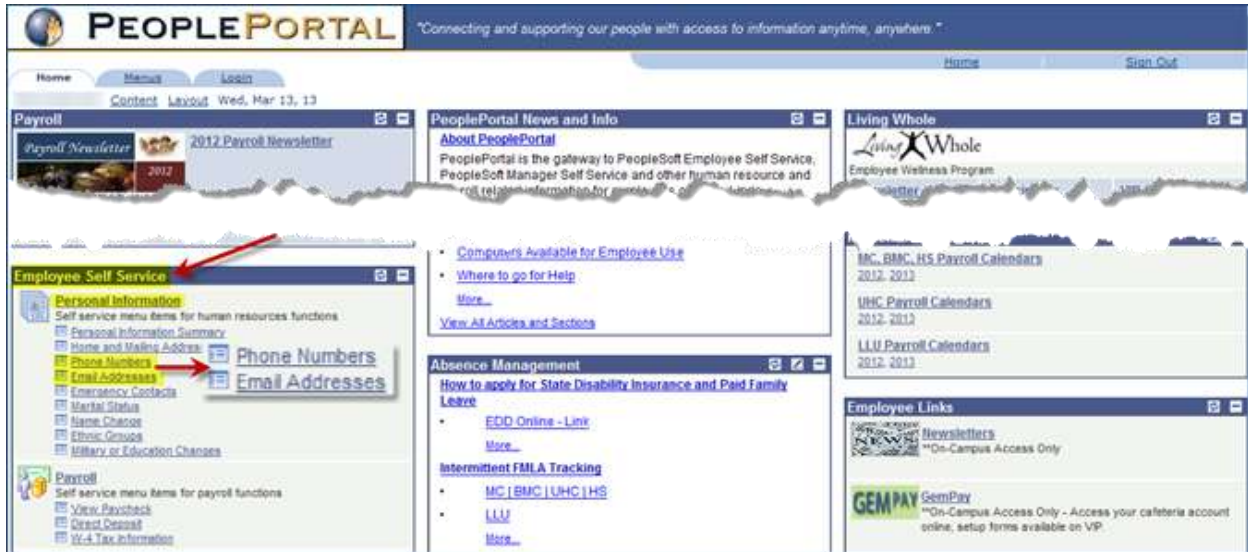 PEOPLEPORTAL
"Connecting and supporting our people with access to information anytime, anywhere."
Home Sign Out
Home Menus Login
Content Layout Wed, Mar 13, 13
Payroll
Payroll Newsletter
2012
2012 Payroll Newsletter
Employee Self Service
Personal Information
Self service menu items for human resources functions
Personal Information Summary
Home and Mailing Addres
Phone Numbers
Email Addresses
Emergency Contacts
Marital Status
Name Change
Ethnic Groups
Military or Education Changes
Phone Numbers
Email Addresses
Payroll
Self service menu items for payroll functions
View Paycheck
Direct Deposit
W-4 Tax Information
PeoplePortal News and Info
About PeoplePortal
PeoplePortal is the gateway to PeopleSoft Employee Self Service,
PeopleSoft Manager Self Service and other human resource and
Computers Available for Employee Use
Where to go for Help
More...
View All Articles and Sections
Absence Management
How to apply for State Disability Insurance and Paid Family
Leave
EDD Online - Link
More...
Intermittent FMLA Tracking
MC | BMC | UHC | HS
LLU
More...
Living Whole
Living Whole
Employee Wellness Program
MC, BMC, HS Payroll Calendars
2012, 2013
UHC Payroll Calendars
2012, 2013
LLU Payroll Calendars
2012, 2013
Employee Links
NEWS
Newsletters
**On-Campus Access Only
GEMPAY
GemPay
**On-Campus Access Only - Access your cafeteria account
online, setup forms available on VIP